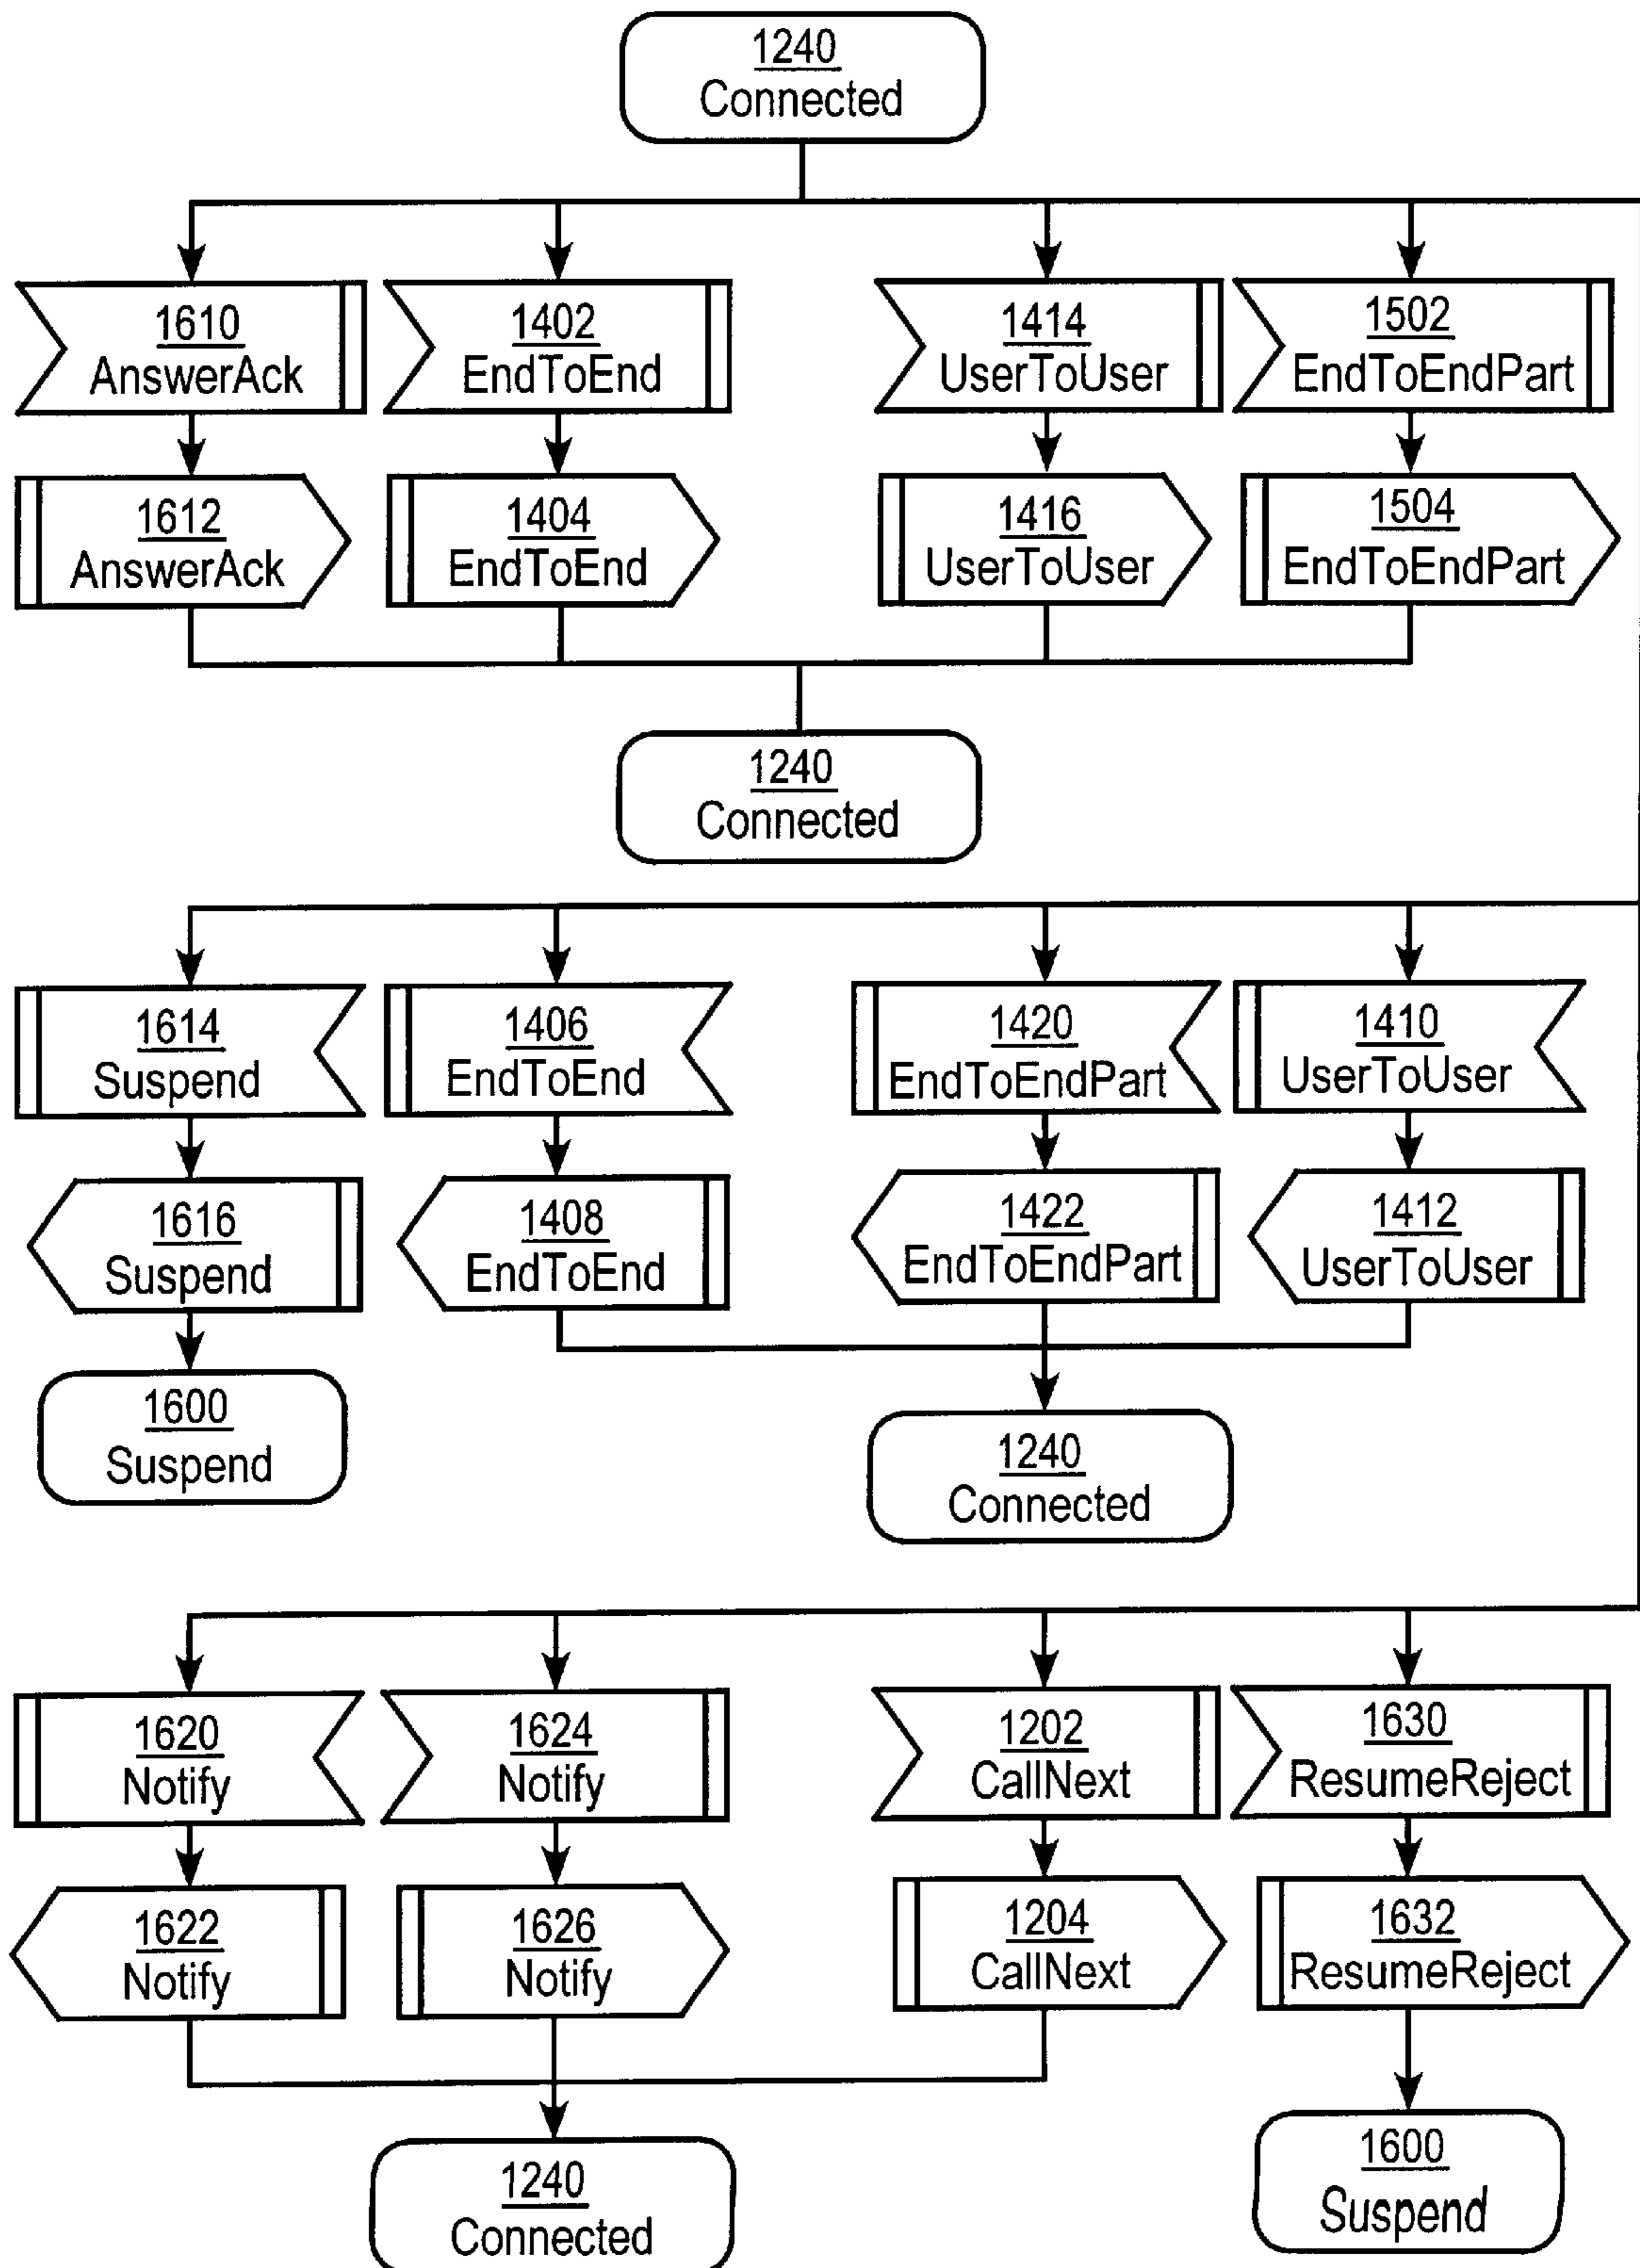 1240
Connected
1610
AnswerAck
1402
EndToEnd
1414
UserToUser
1502
EndToEndPart
1612
AnswerAck
1404
EndToEnd
1416
UserToUser
1504
EndToEndPart
1240
Connected
1614
Suspend
1406
EndToEnd
1420
EndToEndPart
1410
UserToUser
1616
Suspend
1408
EndToEnd
1422
EndToEndPart
1412
UserToUser
1600
Suspend
1240
Connected
1620
Notify
1624
Notify
1202
CallNext
1630
ResumeReject
1622
Notify
1626
Notify
1204
CallNext
1632
ResumeReject
1240
Connected
1600
Suspend